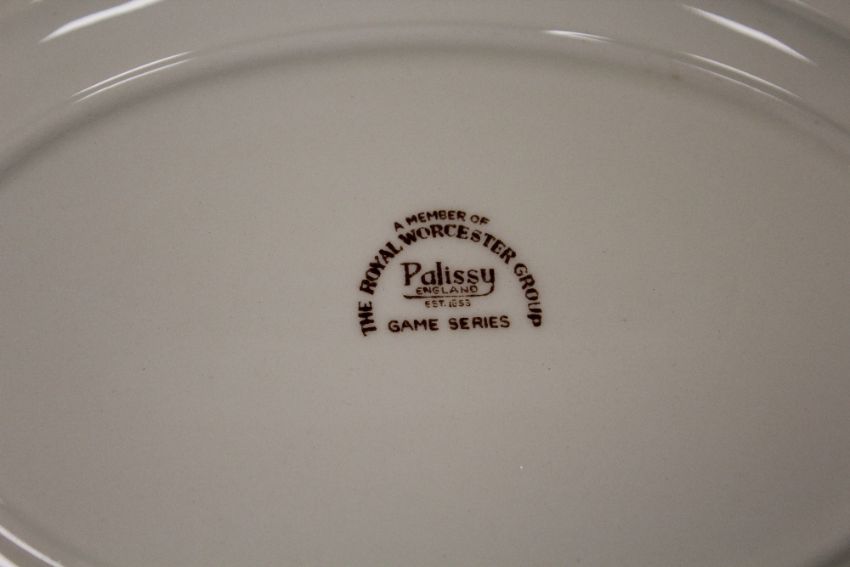 A MEMBER OF
THE ROYAL WORCESTER GROUP
Palissy
ENGLAND
EST. 1853
GAME SERIES